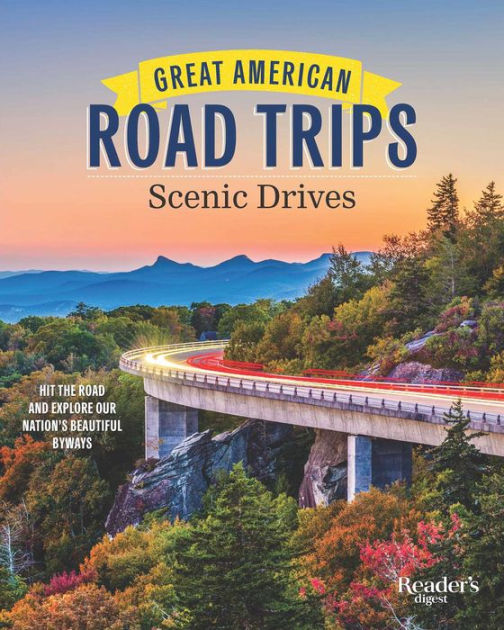 GREAT AMERICAN
ROAD TRIPS
Scenic Drives
HIT THE ROAD
AND EXPLORE OUR
NATION'S BEAUTIFUL
BYWAYS
Reader's
digest